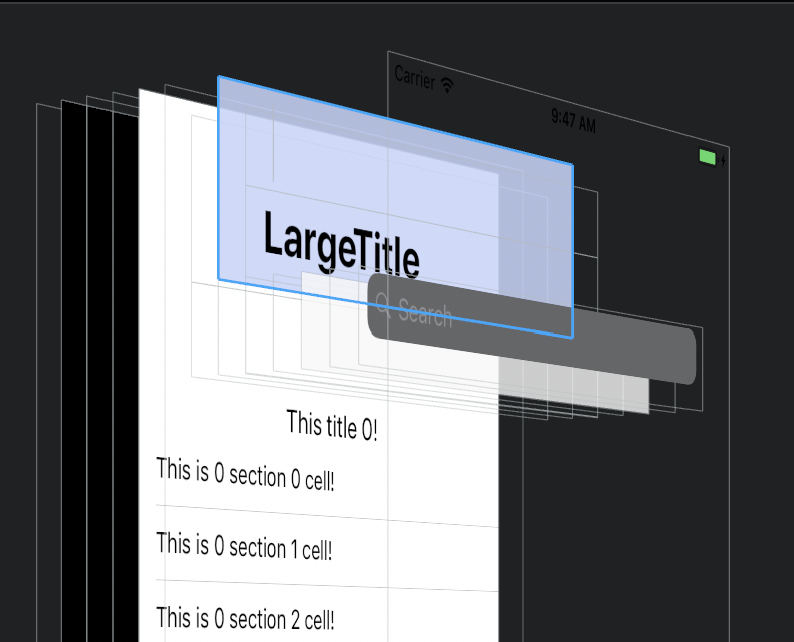 Carrier
9:47 AM
LargeTitle
Search
This title 0!
This is 0 section 0 cell!
This is 0 section 1 cell!
This is 0 section 2 cell!